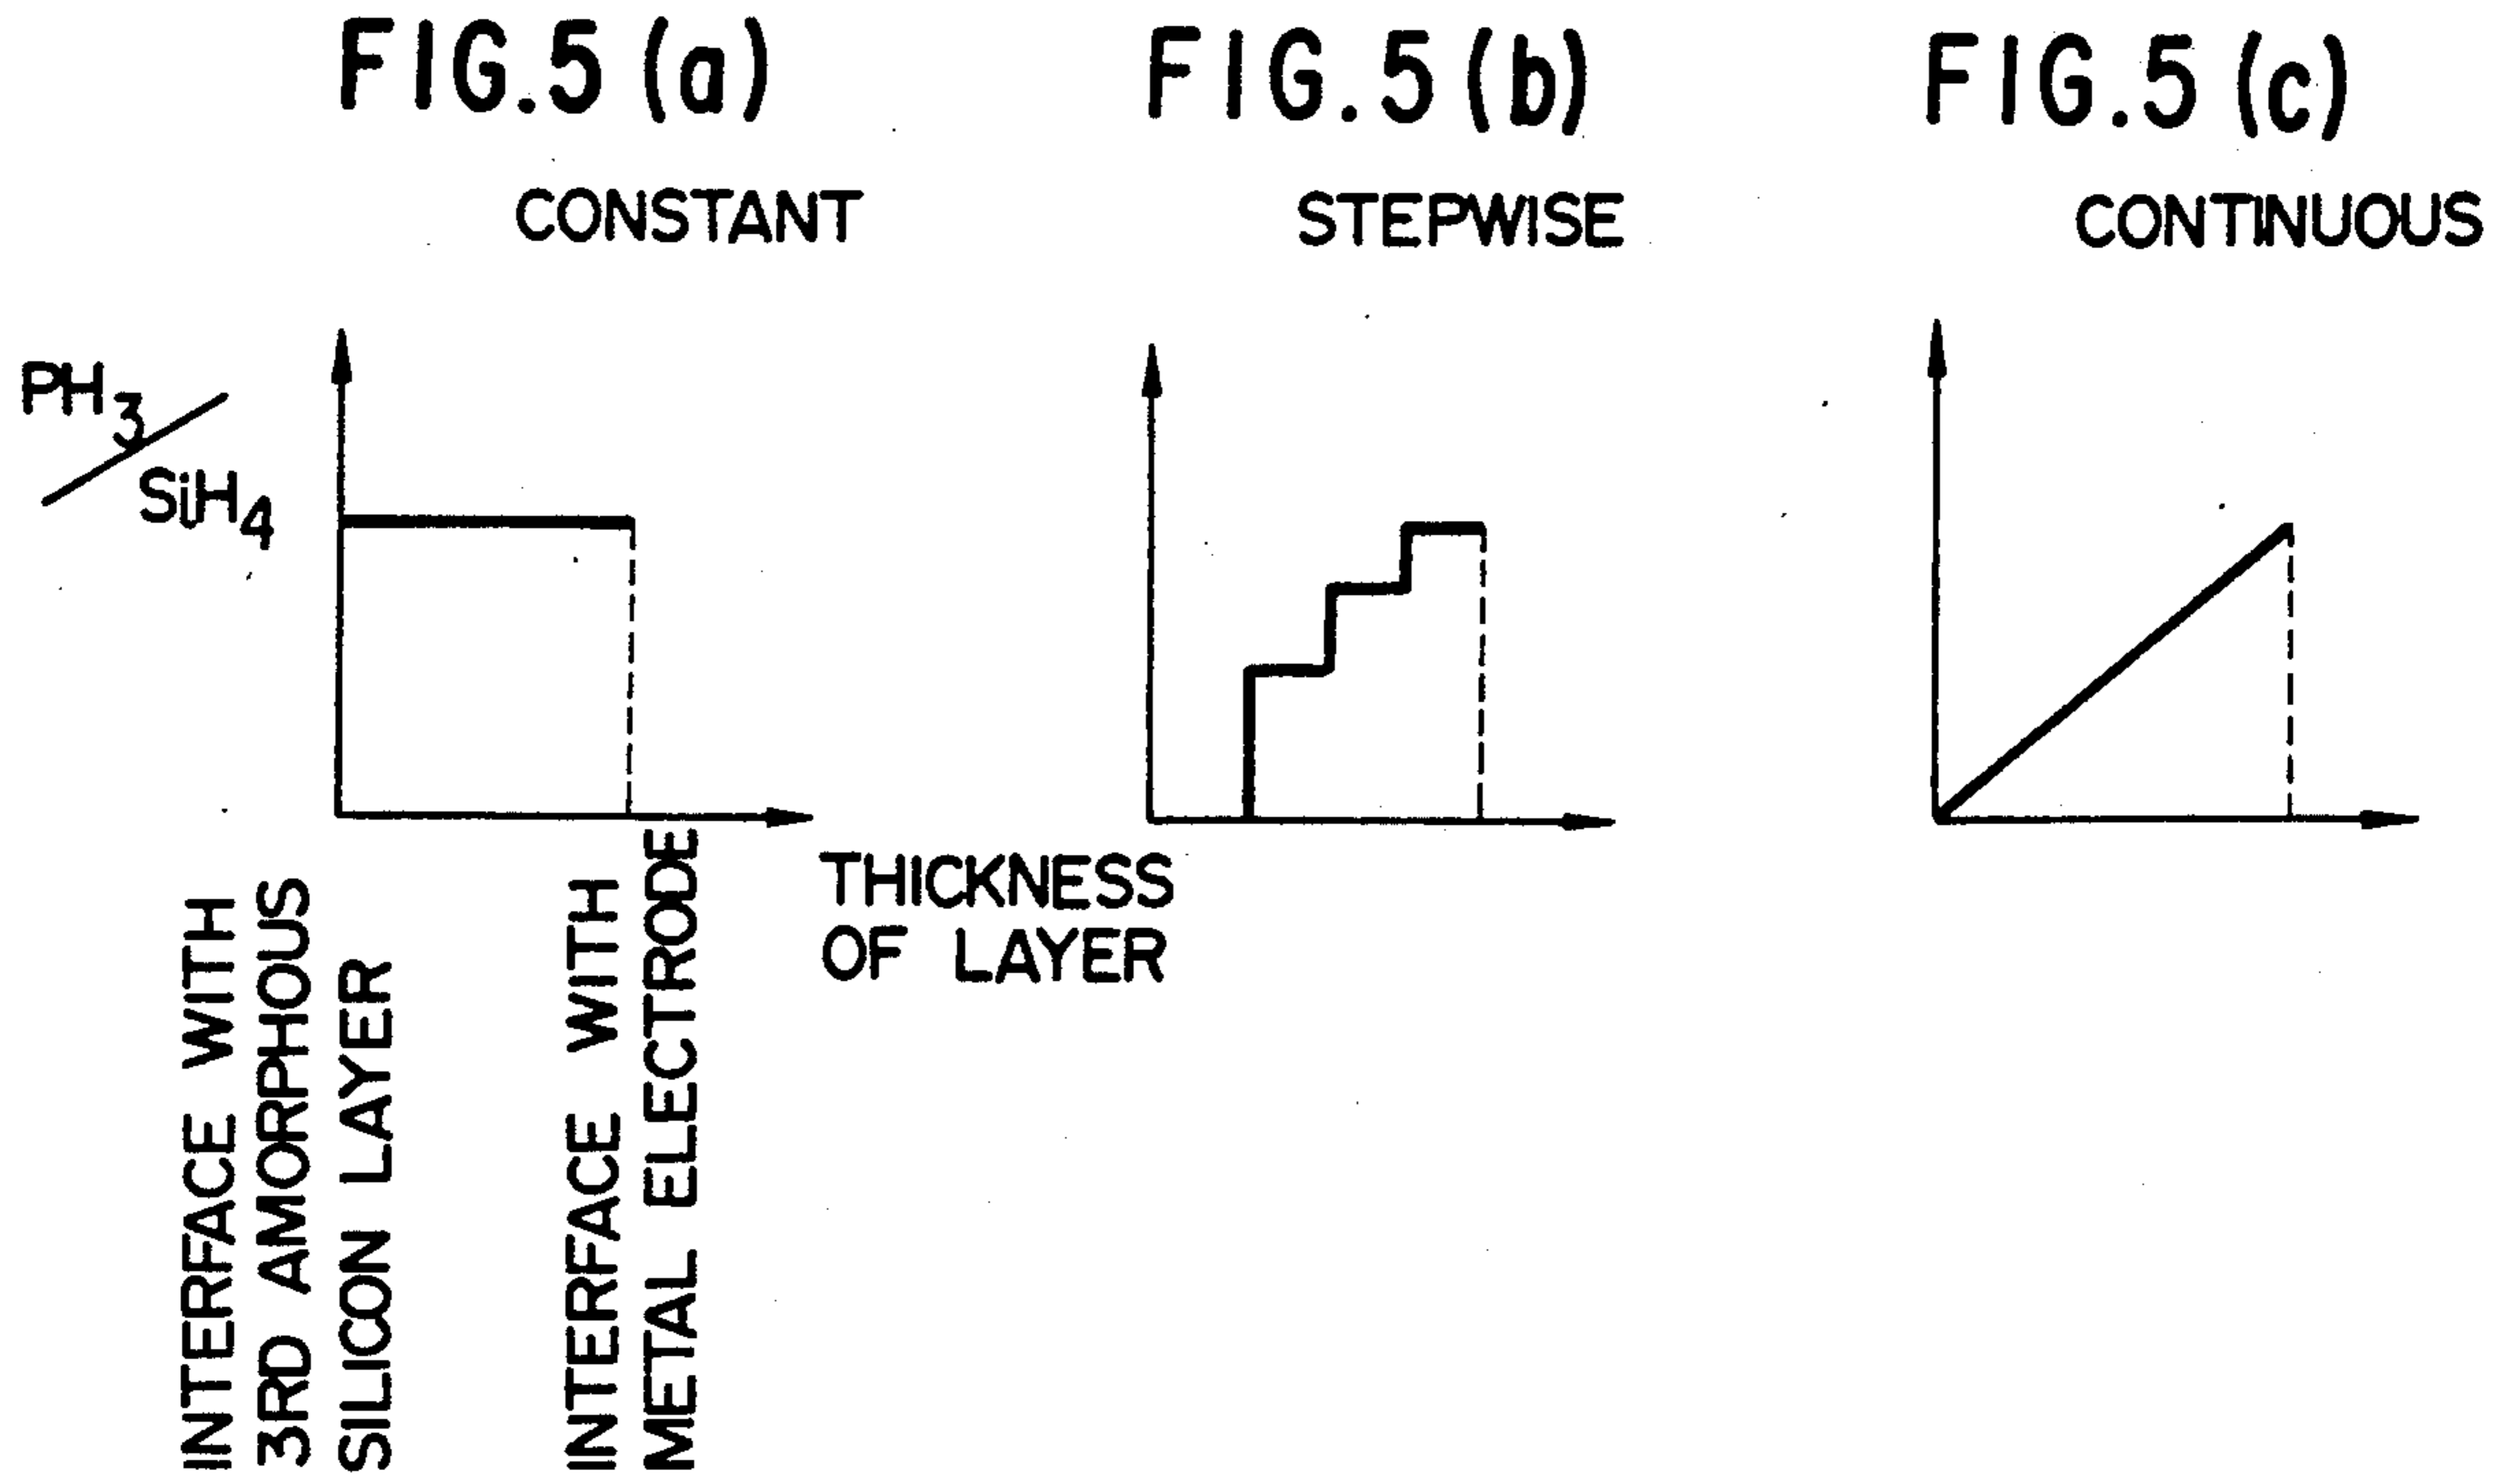 FIG.5 (a)
CONSTANT
PH3/SiH4
INTERFACE WITH
3RD AMORPHOUS
SILICON LAYER
INTERFACE WITH
METAL ELECTRODE
THICKNESS
OF LAYER
FIG.5 (b)
STEPWISE
FIG.5 (c)
CONTINUOUS